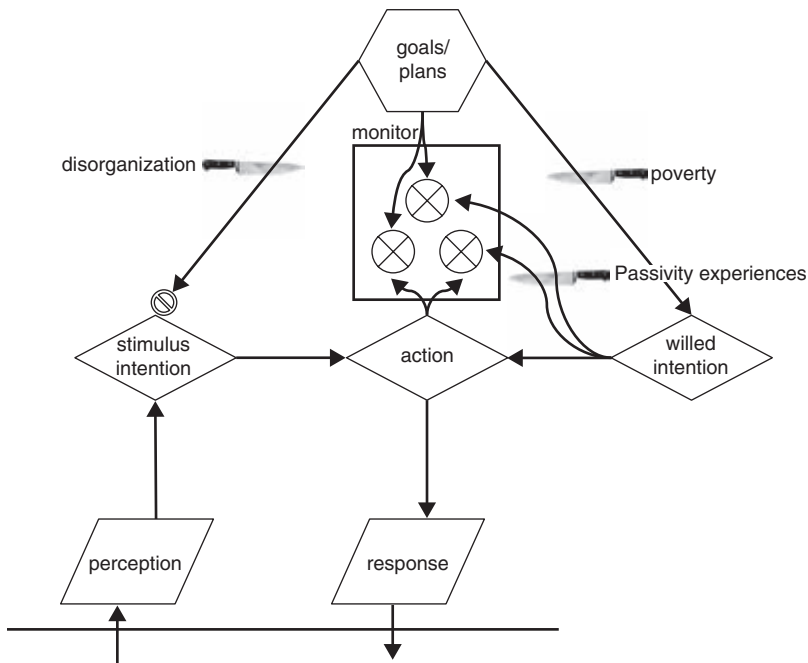 goals/
plans
monitor
disorganization
poverty
Passivity experiences
stimulus
intention
action
willed
intention
perception
response